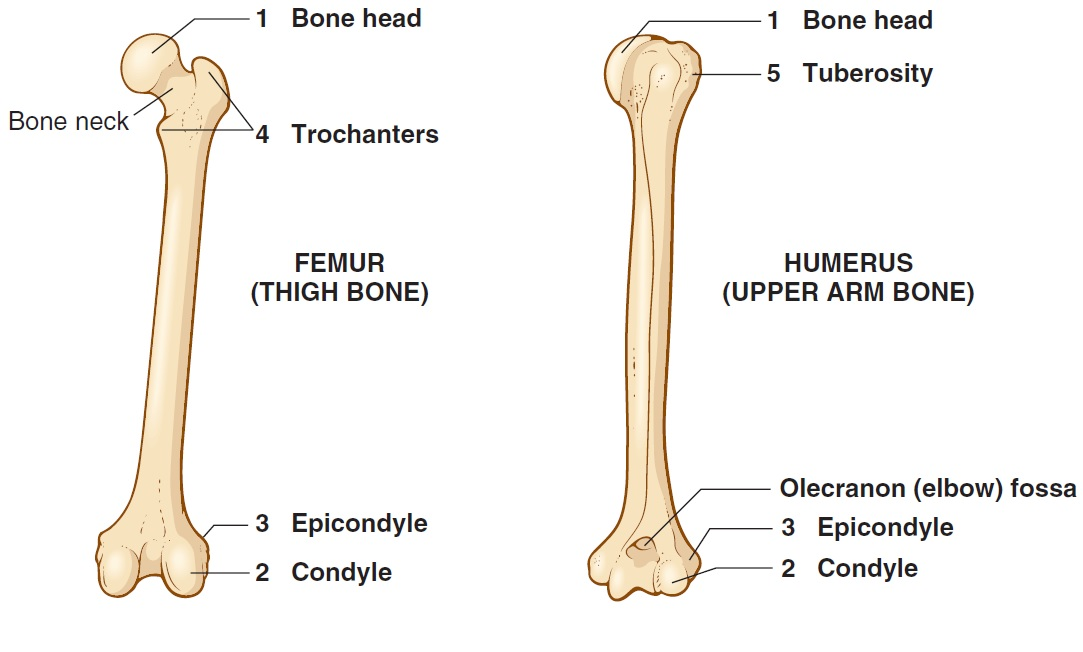 1 Bone head
Bone neck
4 Trochanters
FEMUR
(THIGH BONE)
3 Epicondyle
2 Condyle
1 Bone head
5 Tuberosity
HUMERUS
(UPPER ARM BONE)
Olecranon (elbow) fossa
3 Epicondyle
2 Condyle